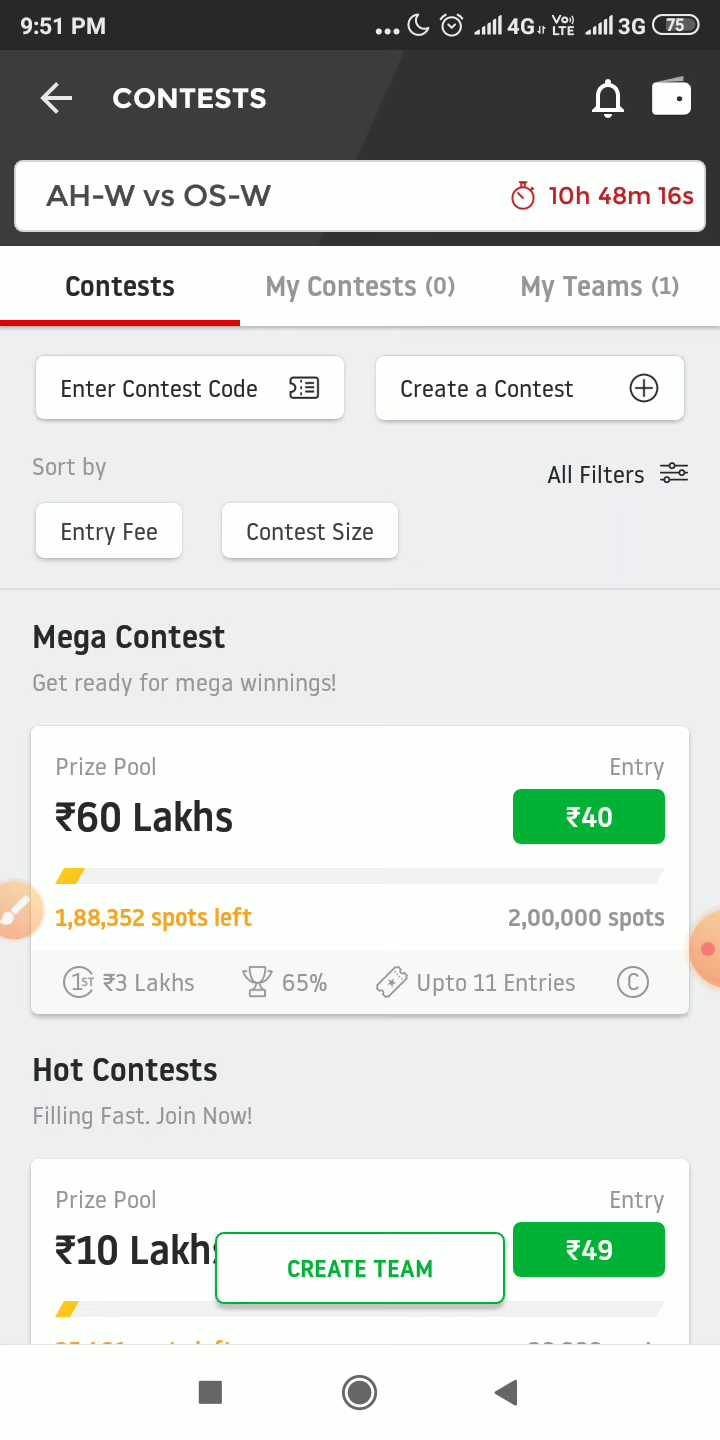 9:51 PM
4G VoLTE 3G 75
CONTESTS
AH-W vs OS-W 10h 48m 16s
Contests My Contests (0) My Teams (1)
Enter Contest Code Create a Contest
Sort by
All Filters
Entry Fee Contest Size
Mega Contest
Get ready for mega winnings!
Prize Pool Entry
₹60 Lakhs ₹40
1,88,352 spots left 2,00,000 spots
1ST ₹3 Lakhs 65% Upto 11 Entries C
Hot Contests
Filling Fast. Join Now!
Prize Pool Entry
₹10 Lakhs ₹49
CREATE TEAM